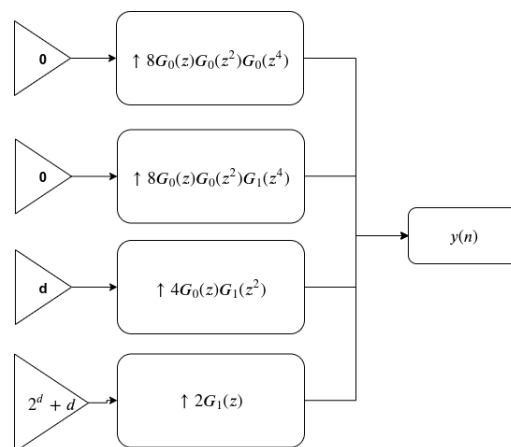 0
↑ 8G₀(z)G₀(z²)G₀(z⁴)
0
↑ 8G₀(z)G₀(z²)G₁(z⁴)
y(n)
d
↑ 4G₀(z)G₁(z²)
2ᵈ + d
↑ 2G₁(z)